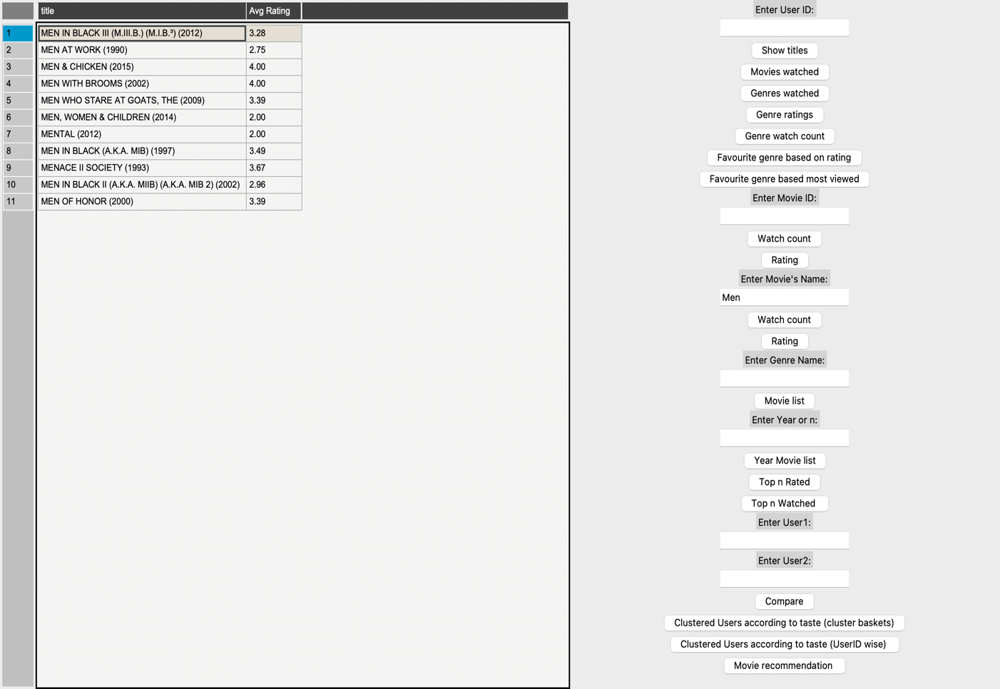 title Avg Rating
1 MEN IN BLACK III (M.III.B.) (M.I.B.³) (2012) 3.28
2 MEN AT WORK (1990) 2.75
3 MEN & CHICKEN (2015) 4.00
4 MEN WITH BROOMS (2002) 4.00
5 MEN WHO STARE AT GOATS, THE (2009) 3.39
6 MEN, WOMEN & CHILDREN (2014) 2.00
7 MENTAL (2012) 2.00
8 MEN IN BLACK (A.K.A. MIB) (1997) 3.49
9 MENACE II SOCIETY (1993) 3.67
10 MEN IN BLACK II (A.K.A. MIIB) (A.K.A. MIB 2) (2002) 2.96
11 MEN OF HONOR (2000) 3.39
Enter User ID:
Show titles
Movies watched
Genres watched
Genre ratings
Genre watch count
Favourite genre based on rating
Favourite genre based most viewed
Enter Movie ID:
Watch count
Rating
Enter Movie's Name:
Men
Watch count
Rating
Enter Genre Name:
Movie list
Enter Year or n:
Year Movie list
Top n Rated
Top n Watched
Enter User1:
Enter User2:
Compare
Clustered Users according to taste (cluster baskets)
Clustered Users according to taste (UserID wise)
Movie recommendation